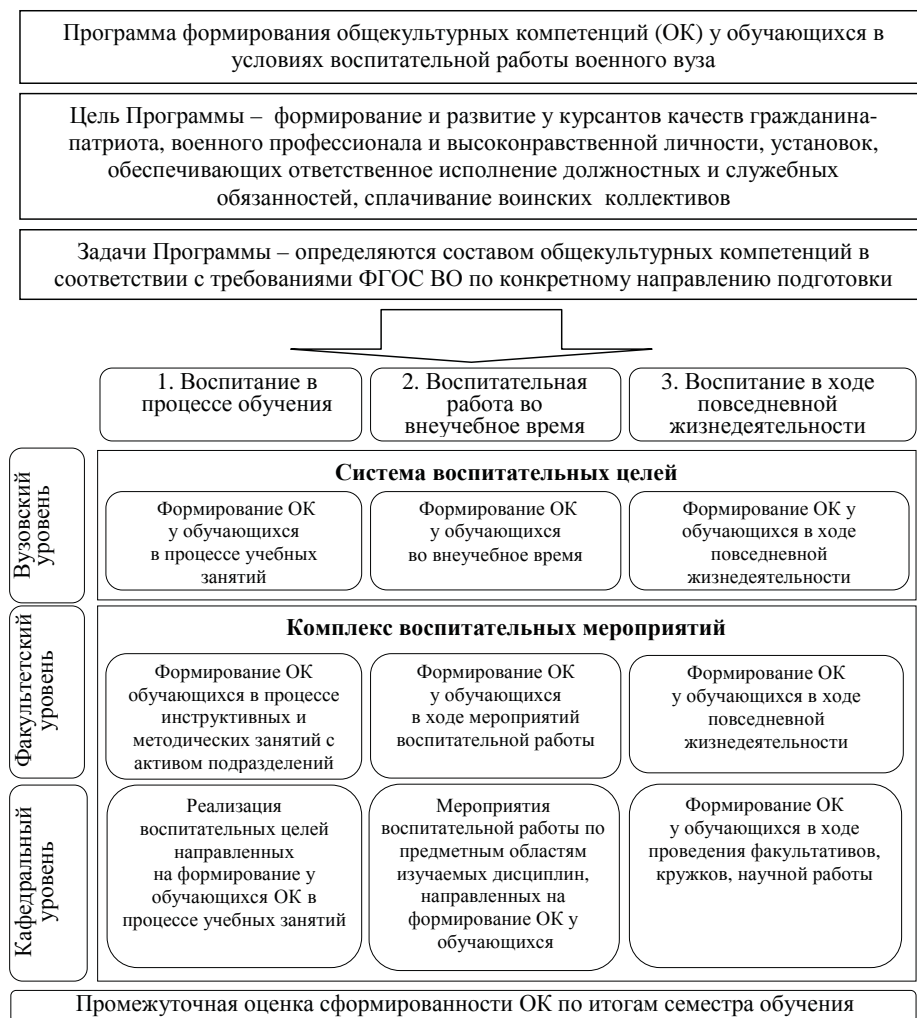 Программа формирования общекультурных компетенций (ОК) у обучающихся в
условиях воспитательной работы военного вуза
Цель Программы – формирование и развитие у курсантов качеств гражданина-
патриота, военного профессионала и высоконравственной личности, установок,
обеспечивающих ответственное исполнение должностных и служебных
обязанностей, сплачивание воинских коллективов
Задачи Программы – определяются составом общекультурных компетенций в
соответствии с требованиями ФГОС ВО по конкретному направлению подготовки
1. Воспитание в
процессе обучения
2. Воспитательная
работа во
внеучебное время
3. Воспитание в ходе
повседневной
жизнедеятельности
Вузовский
уровень
Система воспитательных целей
Формирование ОК
у обучающихся
в процессе учебных
занятий
Формирование ОК
у обучающихся
во внеучебное время
Формирование ОК у
обучающихся в ходе
повседневной
жизнедеятельности
Факультетский
уровень
Комплекс воспитательных мероприятий
Формирование ОК
обучающихся в процессе
инструктивных и
методических занятий с
активом подразделений
Формирование ОК
у обучающихся
в ходе мероприятий
воспитательной работы
Формирование ОК
у обучающихся в ходе
повседневной
жизнедеятельности
Кафедральный
уровень
Реализация
воспитательных целей
направленных
на формирование у
обучающихся ОК в
процессе учебных занятий
Мероприятия
воспитательной работы по
предметным областям
изучаемых дисциплин,
направленных на
формирование ОК у
обучающихся
Формирование ОК
у обучающихся в ходе
проведения факультативов,
кружков, научной работы
Промежуточная оценка сформированности ОК по итогам семестра обучения